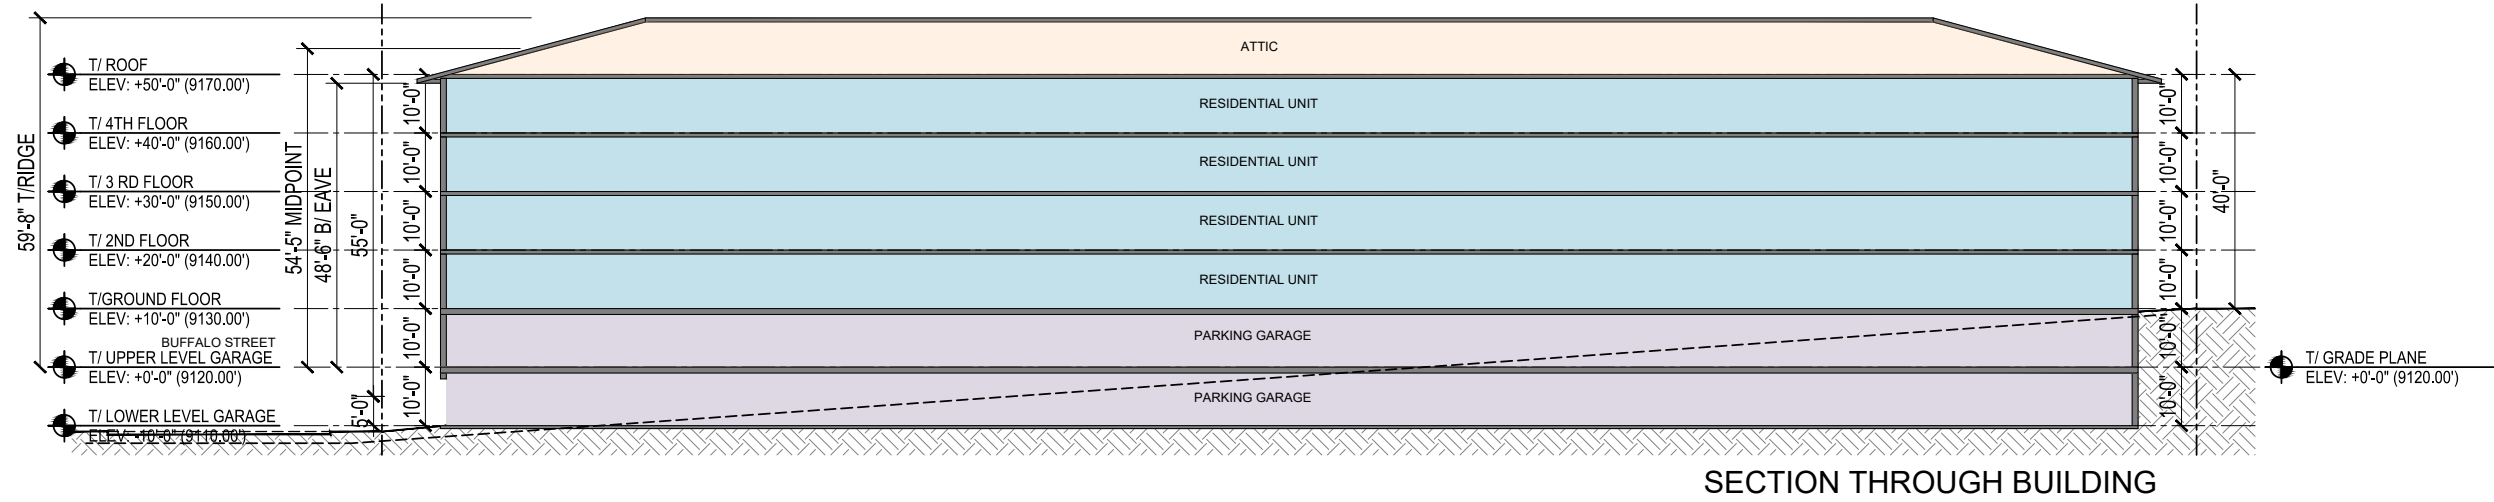 59'-8" T/RIDGE
T/ ROOF
ELEV: +50'-0" (9170.00')
T/ 4TH FLOOR
ELEV: +40'-0" (9160.00')
T/ 3 RD FLOOR
ELEV: +30'-0" (9150.00')
T/ 2ND FLOOR
ELEV: +20'-0" (9140.00')
T/GROUND FLOOR
ELEV: +10'-0" (9130.00')
BUFFALO STREET
T/ UPPER LEVEL GARAGE
ELEV: +0'-0" (9120.00')
T/ LOWER LEVEL GARAGE
ELEV: -10'-0" (9110.00')
54'-5" MIDPOINT
48'-6" B/ EAVE
55'-0"
5'-0"
10'-0"
10'-0"
10'-0"
10'-0"
10'-0"
10'-0"
ATTIC
RESIDENTIAL UNIT
RESIDENTIAL UNIT
RESIDENTIAL UNIT
RESIDENTIAL UNIT
PARKING GARAGE
PARKING GARAGE
10'-0"
10'-0"
10'-0"
10'-0"
10'-0"
10'-0"
40'-0"
T/ GRADE PLANE
ELEV: +0'-0" (9120.00')
SECTION THROUGH BUILDING